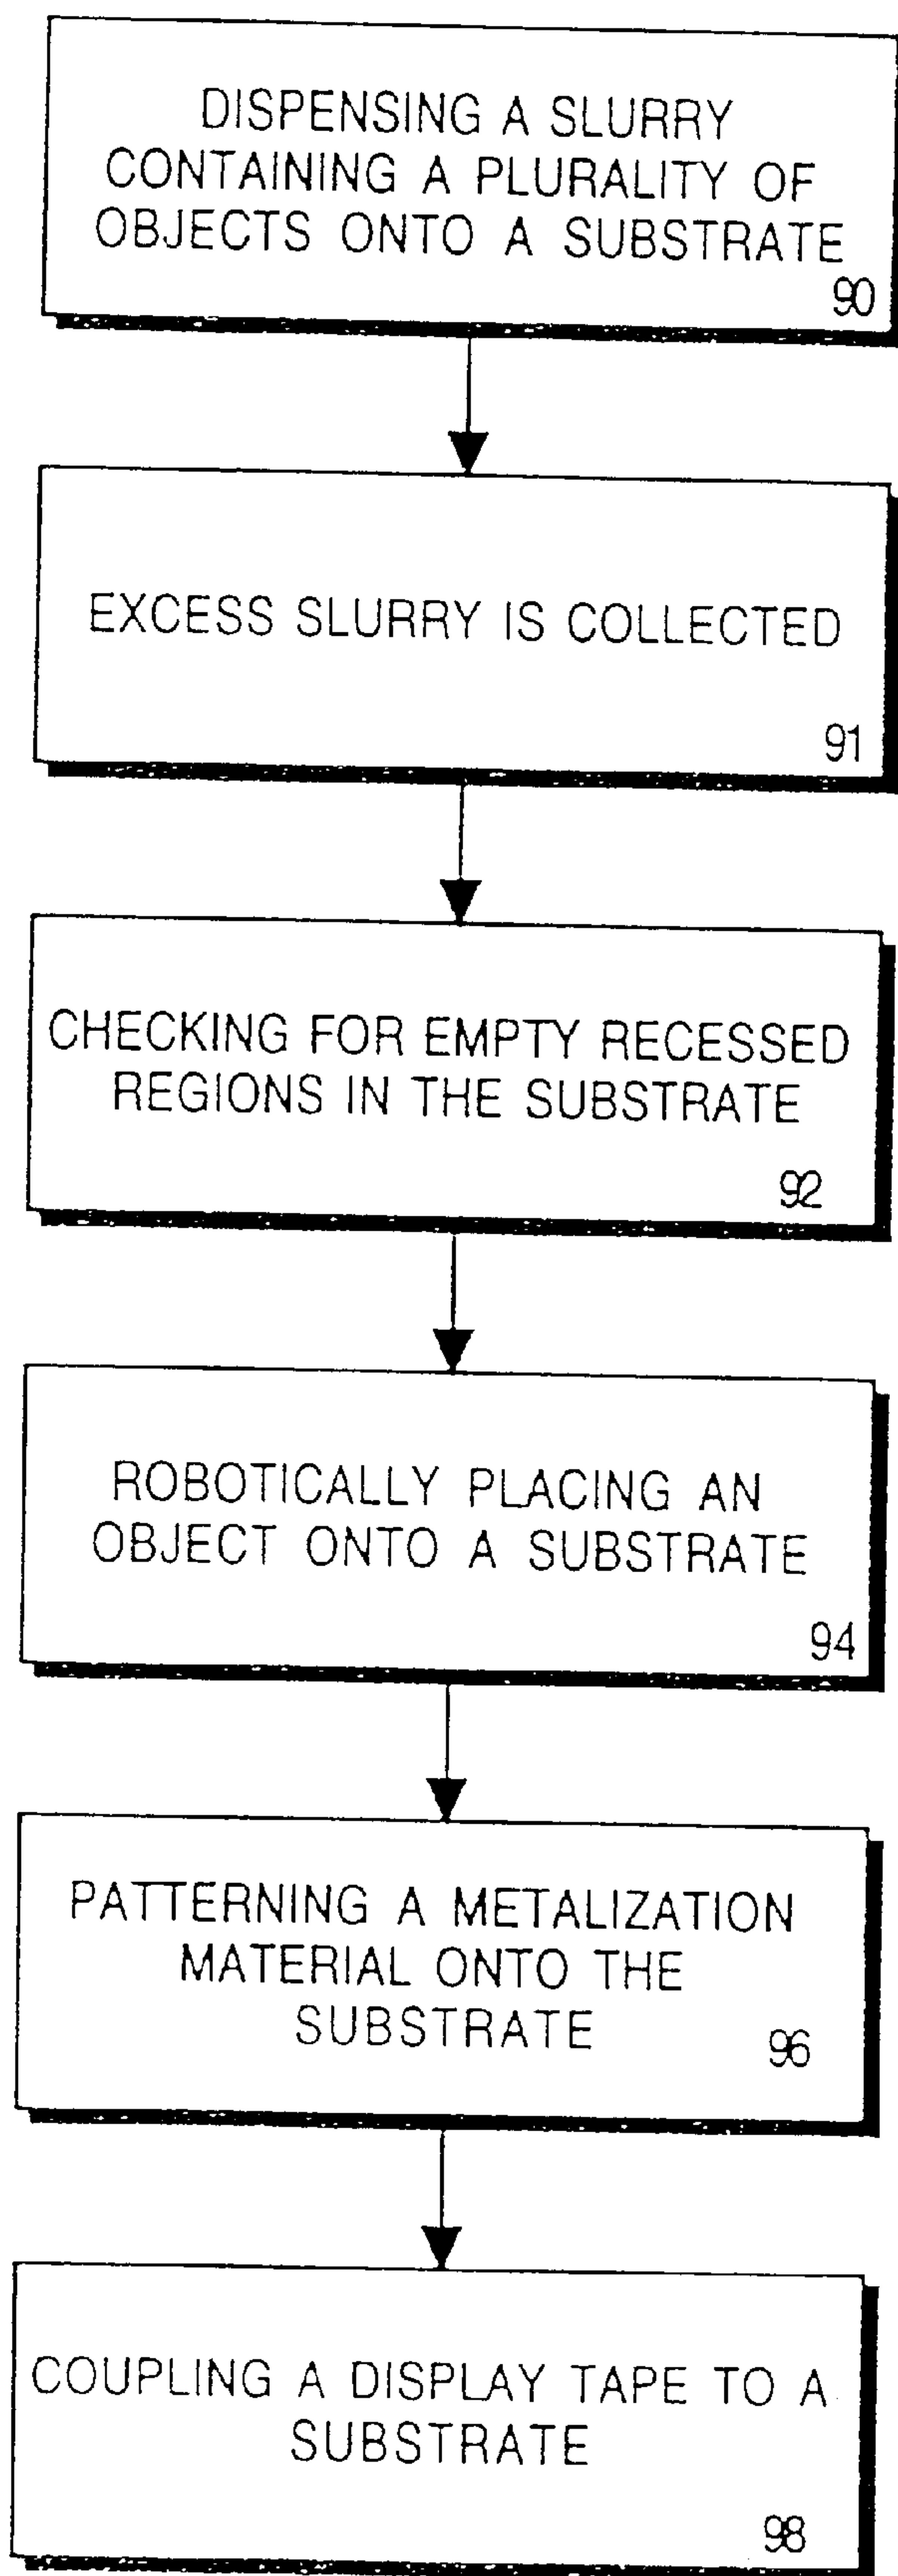 DISPENSING A SLURRY
CONTAINING A PLURALITY OF
OBJECTS ONTO A SUBSTRATE
90
EXCESS SLURRY IS COLLECTED
91
CHECKING FOR EMPTY RECESSED
REGIONS IN THE SUBSTRATE
92
ROBOTICALLY PLACING AN
OBJECT ONTO A SUBSTRATE
94
PATTERNING A METALIZATION
MATERIAL ONTO THE
SUBSTRATE
96
COUPLING A DISPLAY TAPE TO A
SUBSTRATE
98